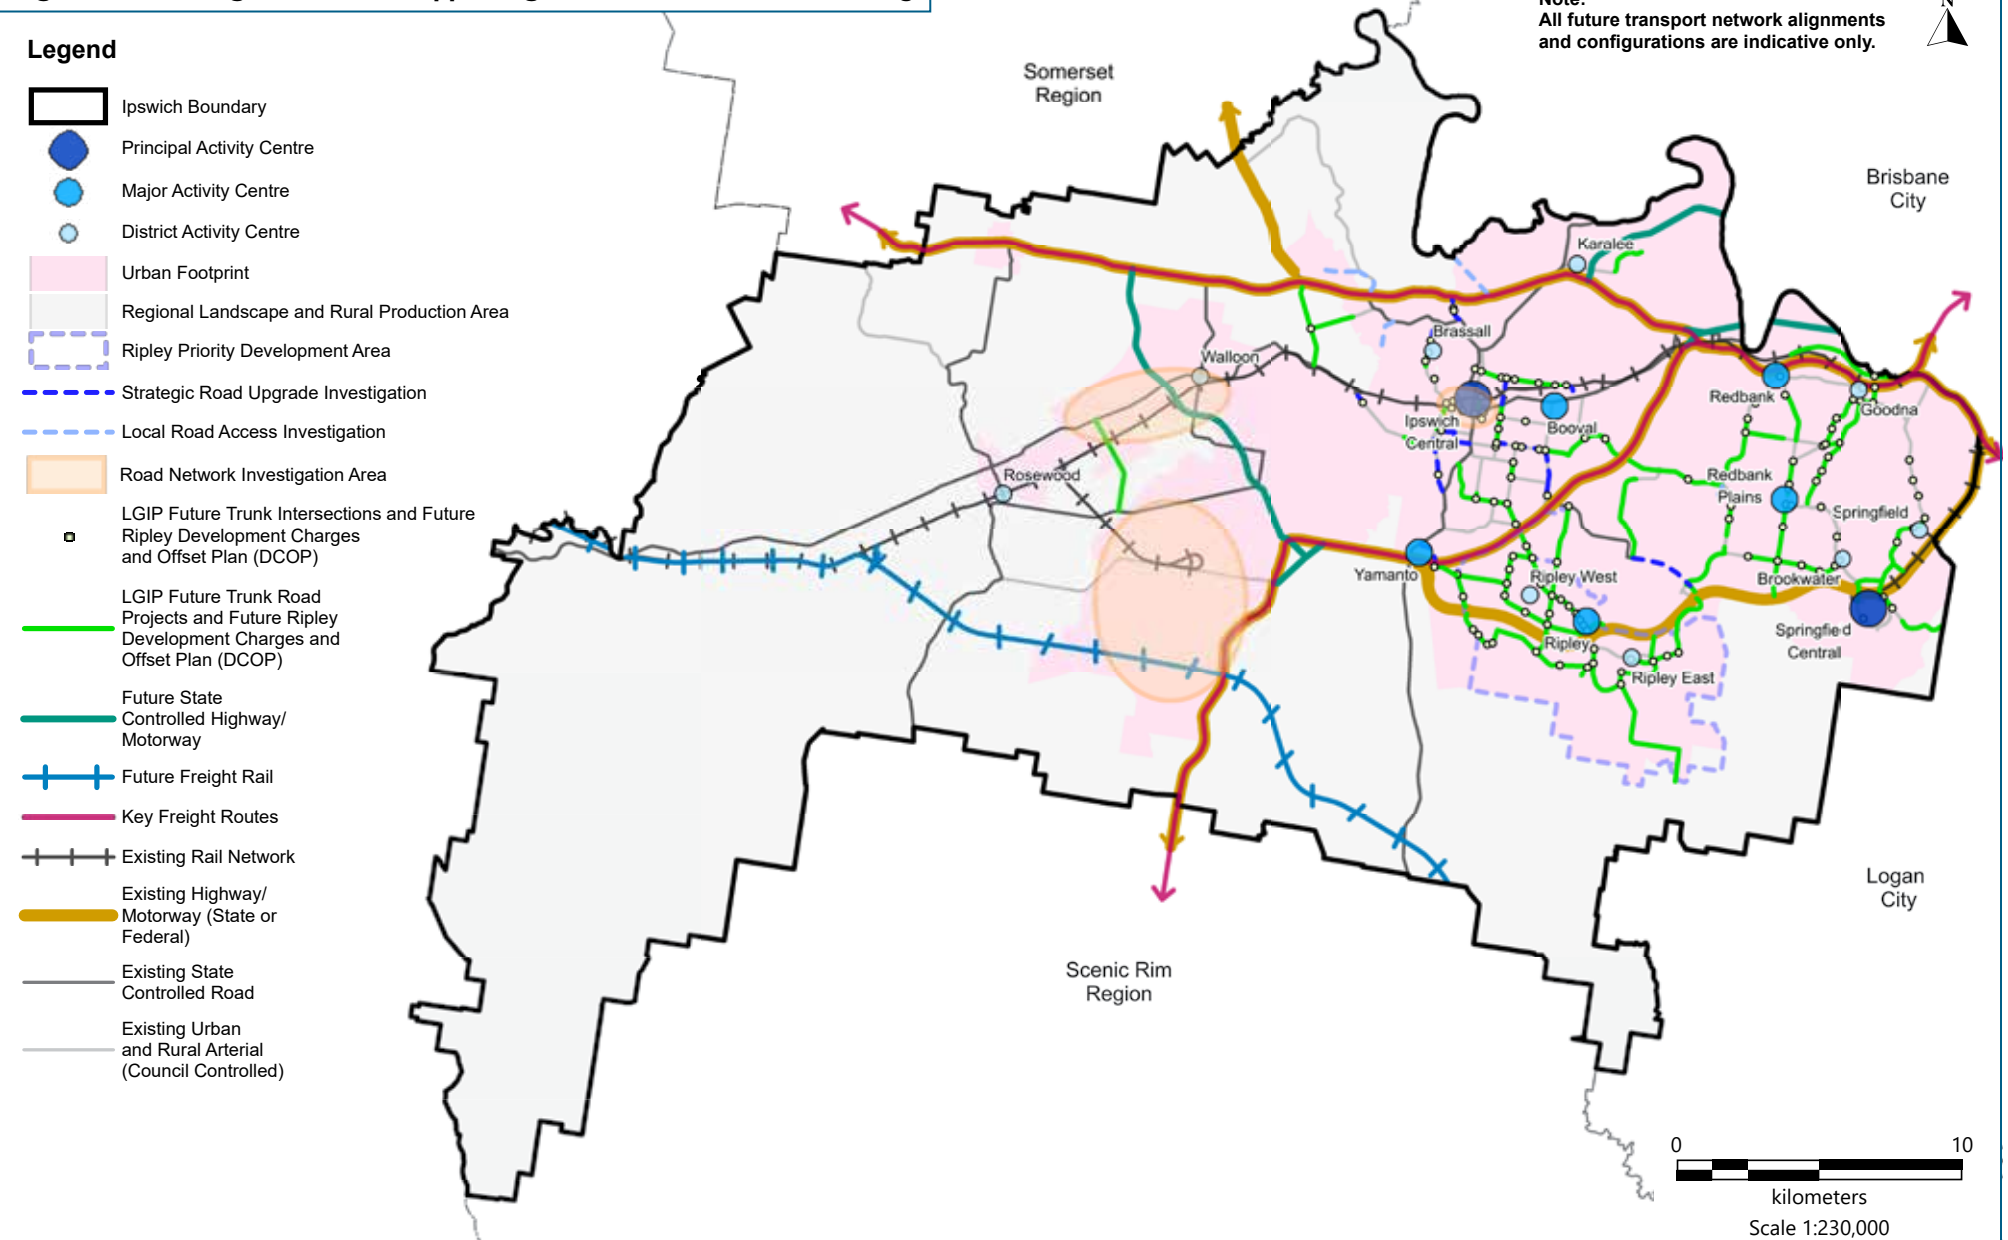 Note:
All future transport network alignments
and configurations are indicative only.
N
Legend
Ipswich Boundary
Principal Activity Centre
Major Activity Centre
District Activity Centre
Urban Footprint
Regional Landscape and Rural Production Area
Ripley Priority Development Area
Strategic Road Upgrade Investigation
Local Road Access Investigation
Road Network Investigation Area
LGIP Future Trunk Intersections and Future
Ripley Development Charges
and Offset Plan (DCOP)
LGIP Future Trunk Road
Projects and Future Ripley
Development Charges and
Offset Plan (DCOP)
Future State
Controlled Highway/
Motorway
Future Freight Rail
Key Freight Routes
Existing Rail Network
Existing Highway/
Motorway (State or
Federal)
Existing State
Controlled Road
Existing Urban
and Rural Arterial
(Council Controlled)
Somerset
Region
Brisbane
City
Karalee
Brassall
Walloon
Redbank
Goodna
Ipswich
Central
Booval
Rosewood
Redbank
Plains
Springfield
Yamanto
Ripley West
Brookwater
Ripley
Springfield
Central
Ripley East
Logan
City
Scenic Rim
Region
0 10
kilometers
Scale 1:230,000